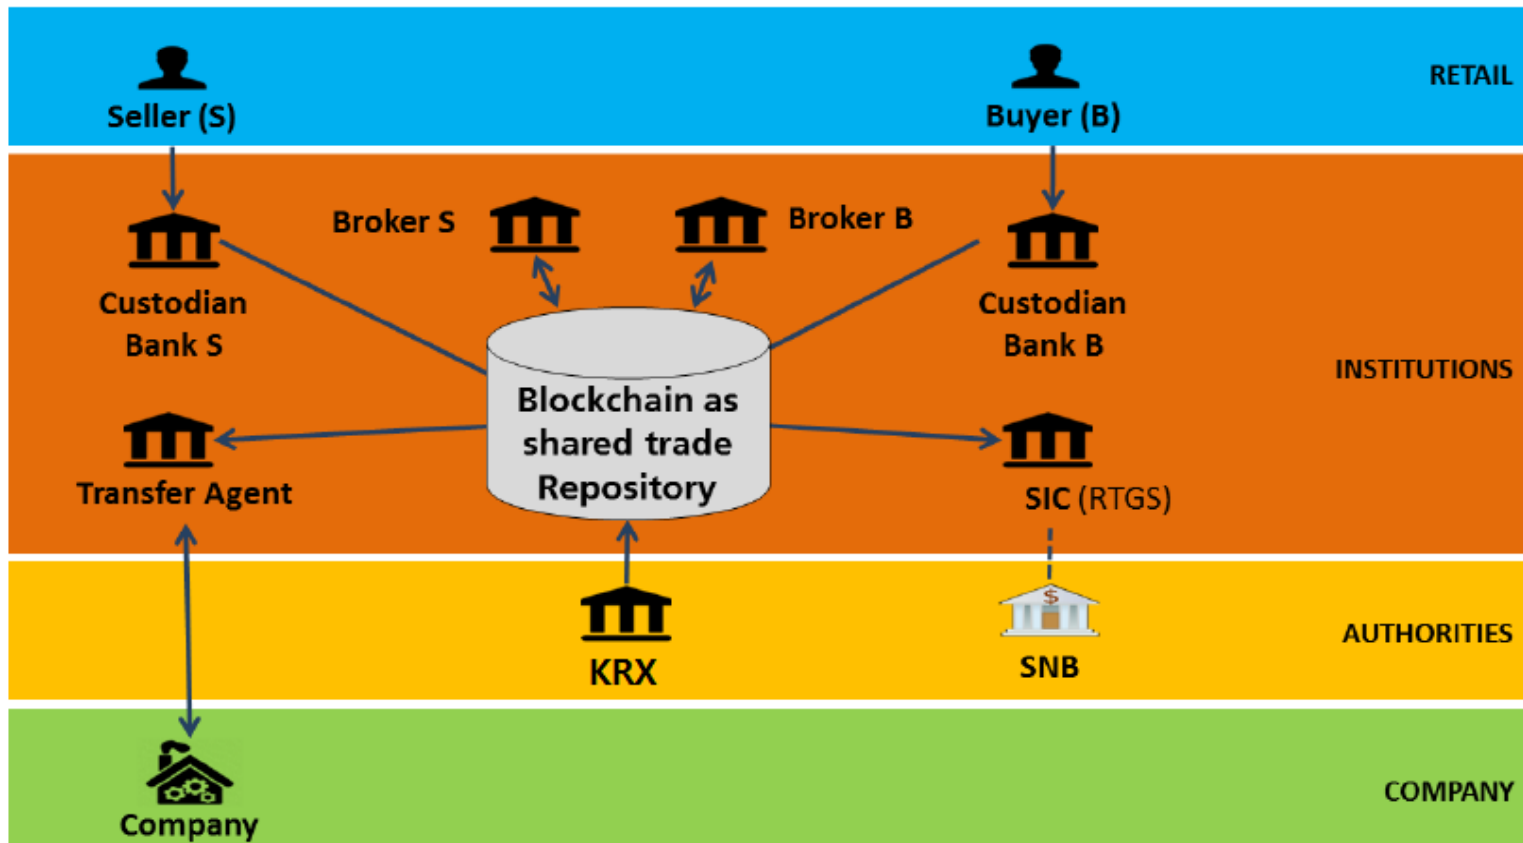 RETAIL
Seller (S)
Buyer (B)
Broker S
Broker B
Custodian
Bank S
Custodian
Bank B
INSTITUTIONS
Blockchain as
shared trade
Repository
Transfer Agent
SIC (RTGS)
$
AUTHORITIES
KRX
SNB
COMPANY
Company